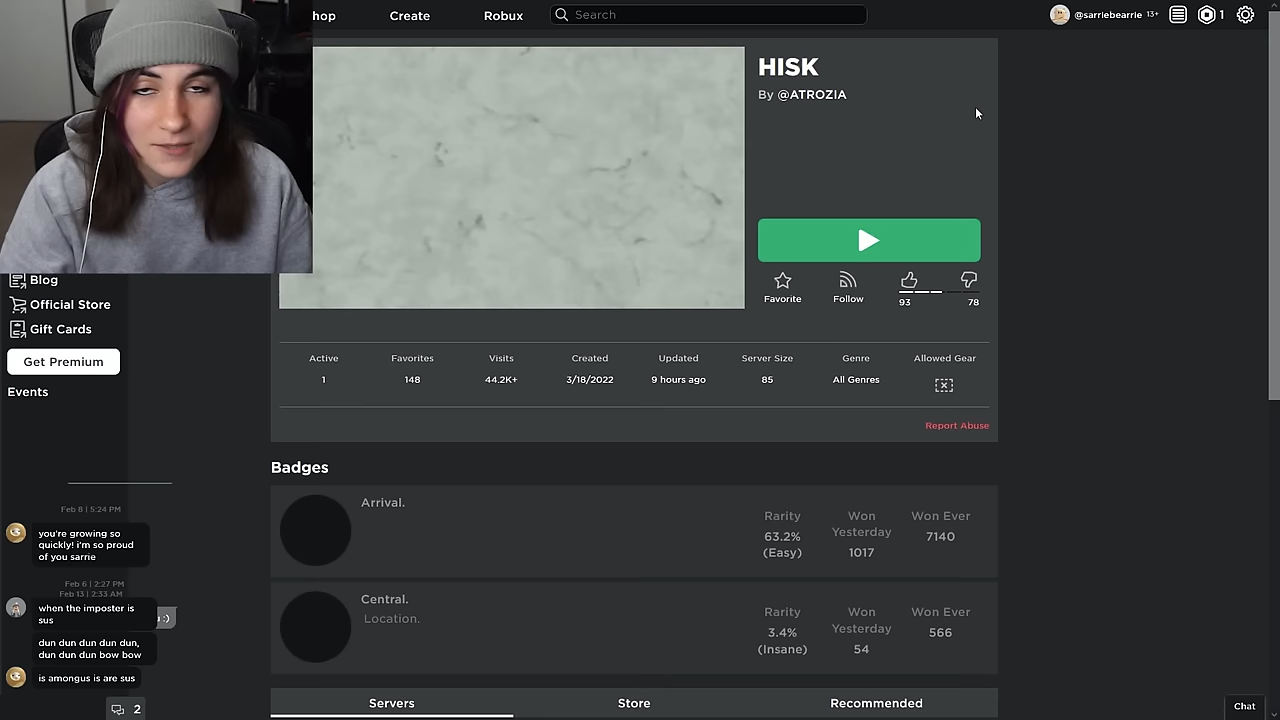 hop
Create
Robux
Search
@sarriebearrie 13+
1
HISK
By @ATROZIA
Favorite
Follow
93
78
Blog
Official Store
Gift Cards
Get Premium
Events
Active
Favorites
Visits
Created
Updated
Server Size
Genre
Allowed Gear
1
148
44.2K+
3/18/2022
9 hours ago
85
All Genres
Report Abuse
Badges
Arrival.
Rarity
63.2%
(Easy)
Won
Yesterday
1017
Won Ever
7140
Central.
Location.
Rarity
3.4%
(Insane)
Won
Yesterday
54
Won Ever
566
Servers
Store
Recommended
Feb 8 | 5:24 PM
you're growing so
quickly! i'm so proud
of you sarrie
Feb 6 | 2:27 PM
Feb 13 | 2:33 AM
when the imposter is
sus
:)
dun dun dun dun dun,
dun dun dun bow bow
is amongus is are sus
2
Chat